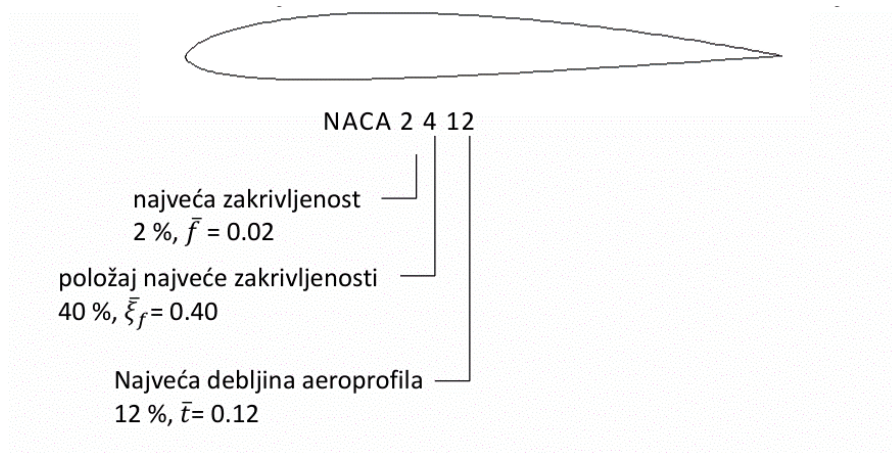 NACA 2 4 12
najveća zakrivljenost
2 %, f̄ = 0.02
položaj najveće zakrivljenosti
40 %, ξ̄_f = 0.40
Najveća debljina aeroprofila
12 %, t̄ = 0.12